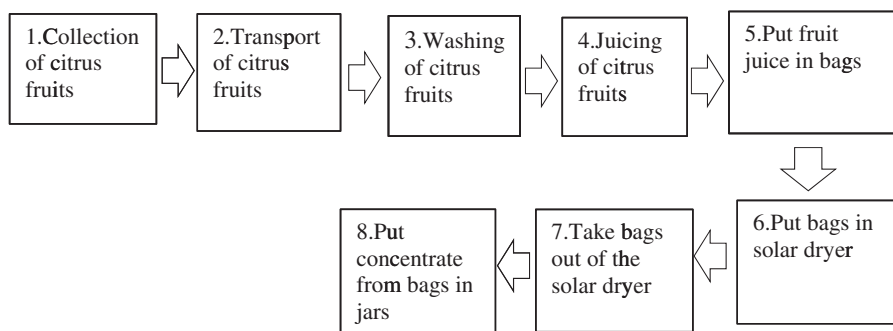 1.Collection
of citrus
fruits
2.Transport
of citrus
fruits
3.Washing
of citrus
fruits
4.Juicing
of citrus
fruits
5.Put fruit
juice in bags
6.Put bags in
solar dryer
7.Take bags
out of the
solar dryer
8.Put
concentrate
from bags in
jars